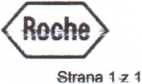 Roche
Strana 1 z 1